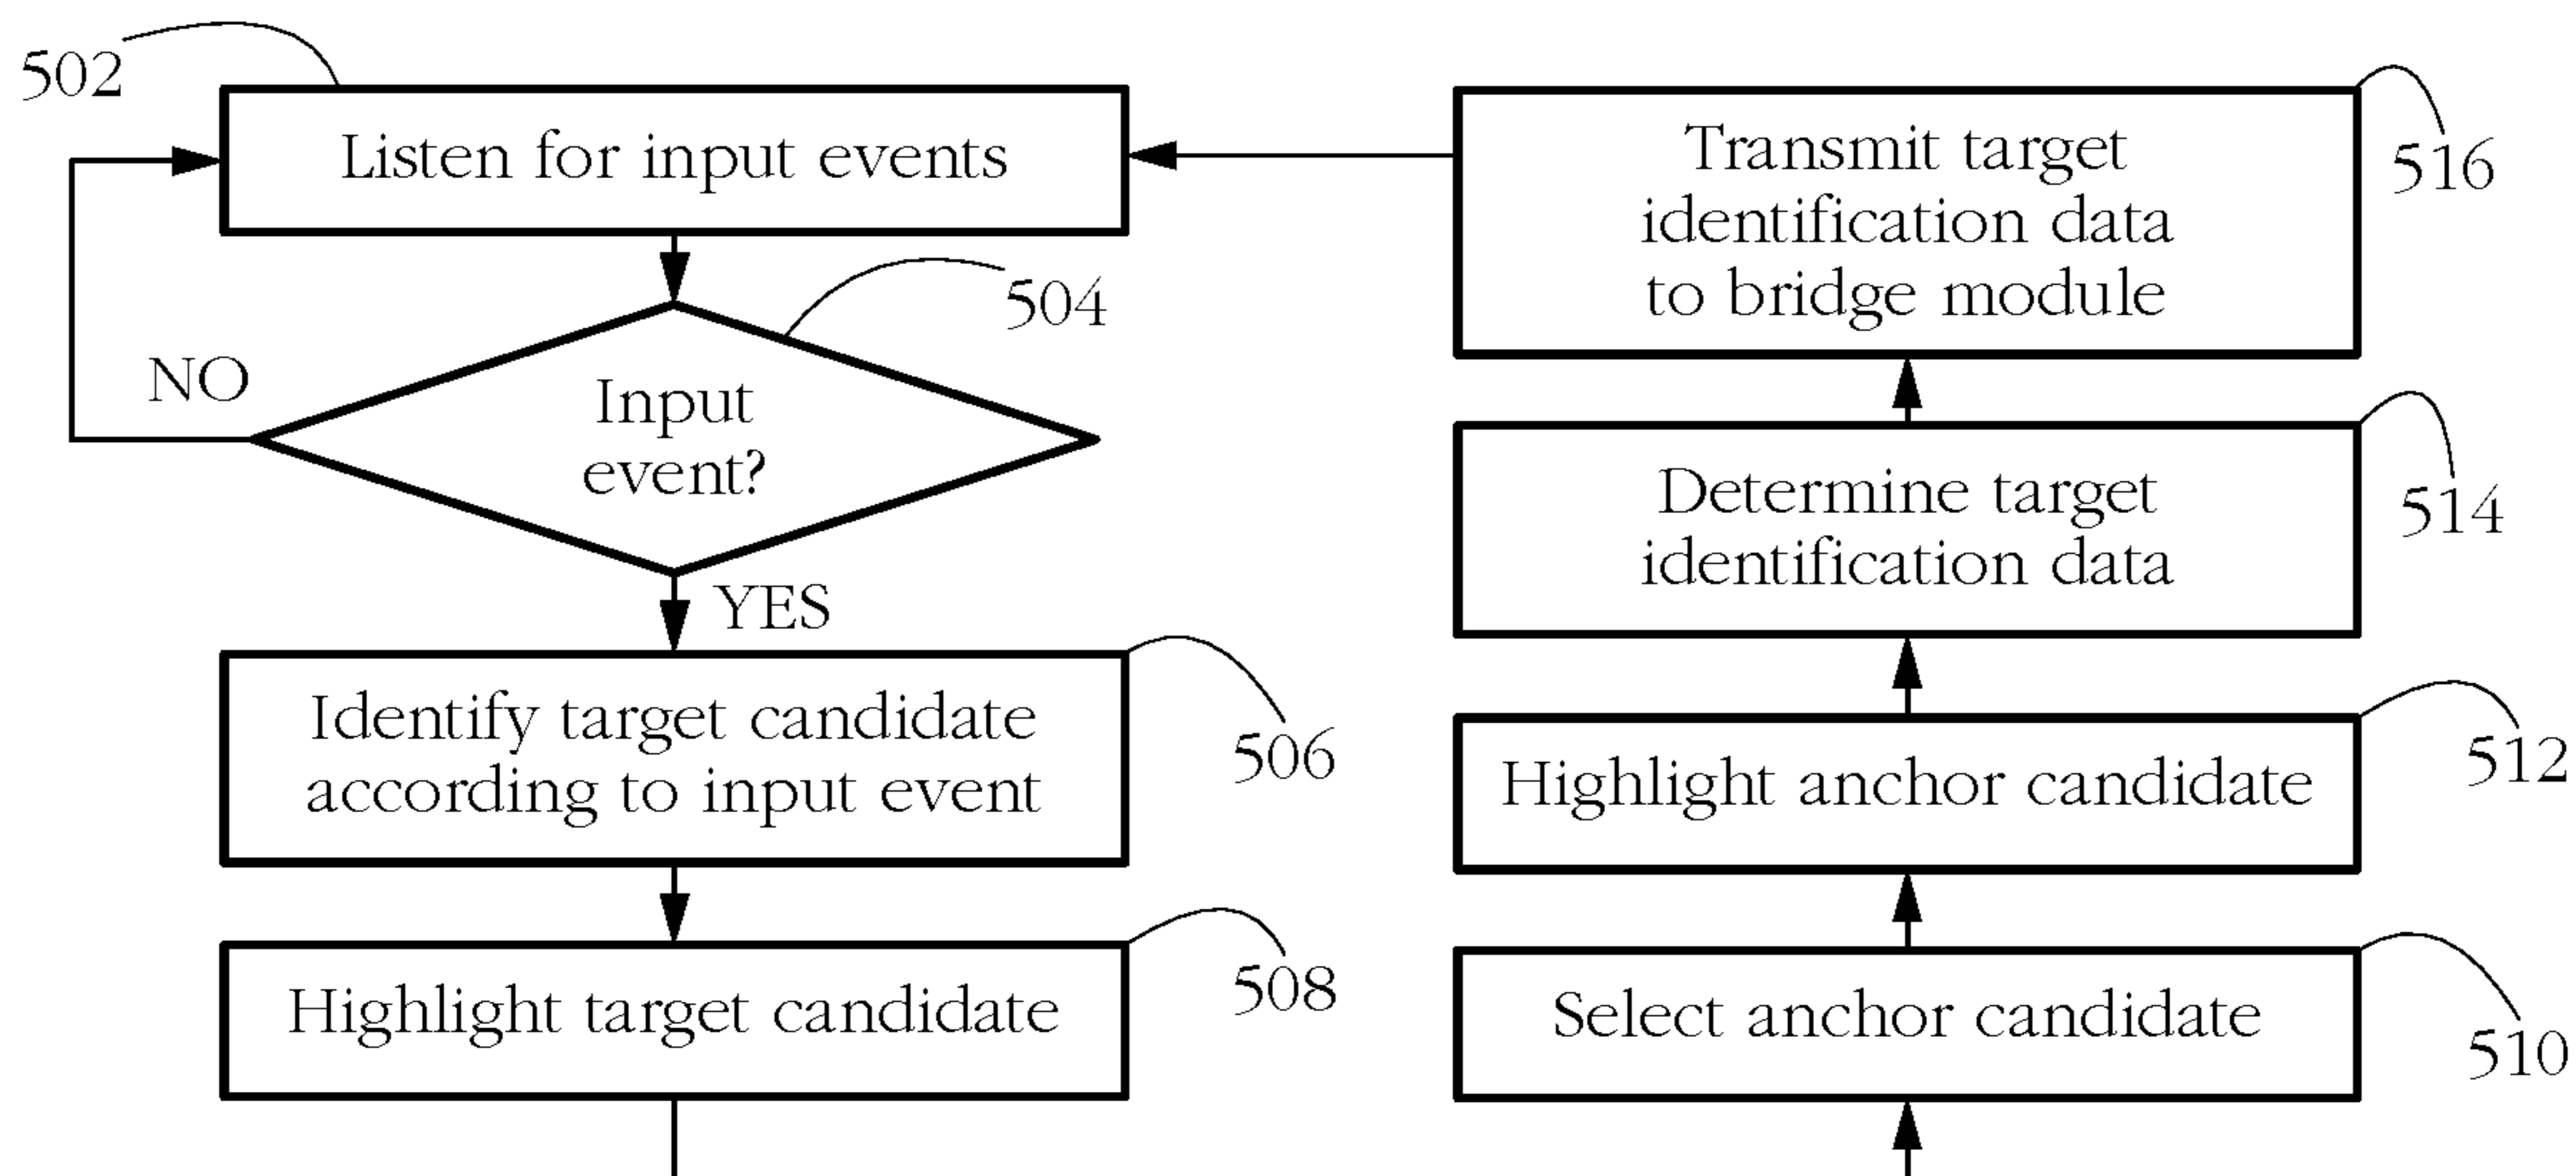 502
Listen for input events
504
Input
event?
NO
YES
Identify target candidate
according to input event
506
Highlight target candidate
508
Transmit target
identification data
to bridge module
516
Determine target
identification data
514
Highlight anchor candidate
512
Select anchor candidate
510